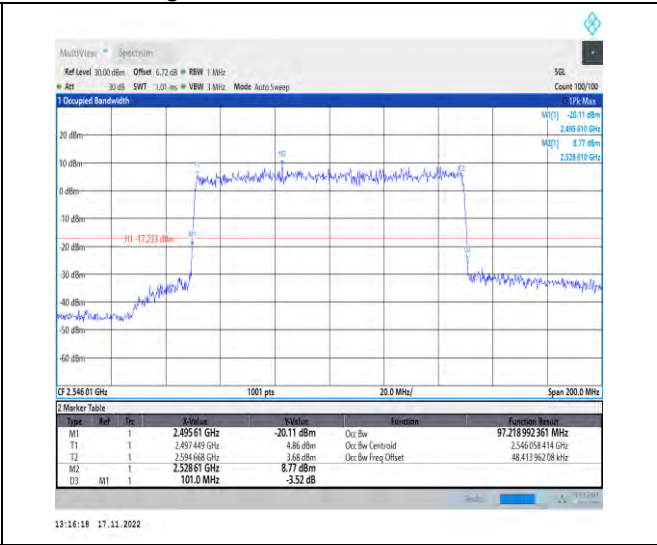 MultiView Spectrum
Ref Level 30.00 dBm Offset 6.72 dB RBW 1 MHz SGL
Att 30 dB SWT 1.01 ms VBW 3 MHz Mode Auto Sweep Count 100/100
1 Occupied Bandwidth 1Pk Max
M1[1] -20.11 dBm
2.495 610 GHz
20 dBm
M2[1] 8.77 dBm
2.528 610 GHz
M2
10 dBm
0 dBm
-10 dBm
H1 -17.233 dBm M1
-20 dBm
-30 dBm
-40 dBm
-50 dBm
-60 dBm
CF 2.546 01 GHz 1001 pts 20.0 MHz/ Span 200.0 MHz
2 Marker Table
Type Ref Trc X-Value Y-Value Function Function Result
M1 1 2.495 61 GHz -20.11 dBm Occ Bw 97.218 992 361 MHz
T1 1 2.497 449 GHz 4.86 dBm Occ Bw Centroid 2.546 058 414 GHz
T2 1 2.594 668 GHz 3.68 dBm Occ Bw Freq Offset 48.413 962 08 kHz
M2 1 2.528 61 GHz 8.77 dBm
D3 M1 1 101.0 MHz -3.52 dB
13:16:18 17.11.2022